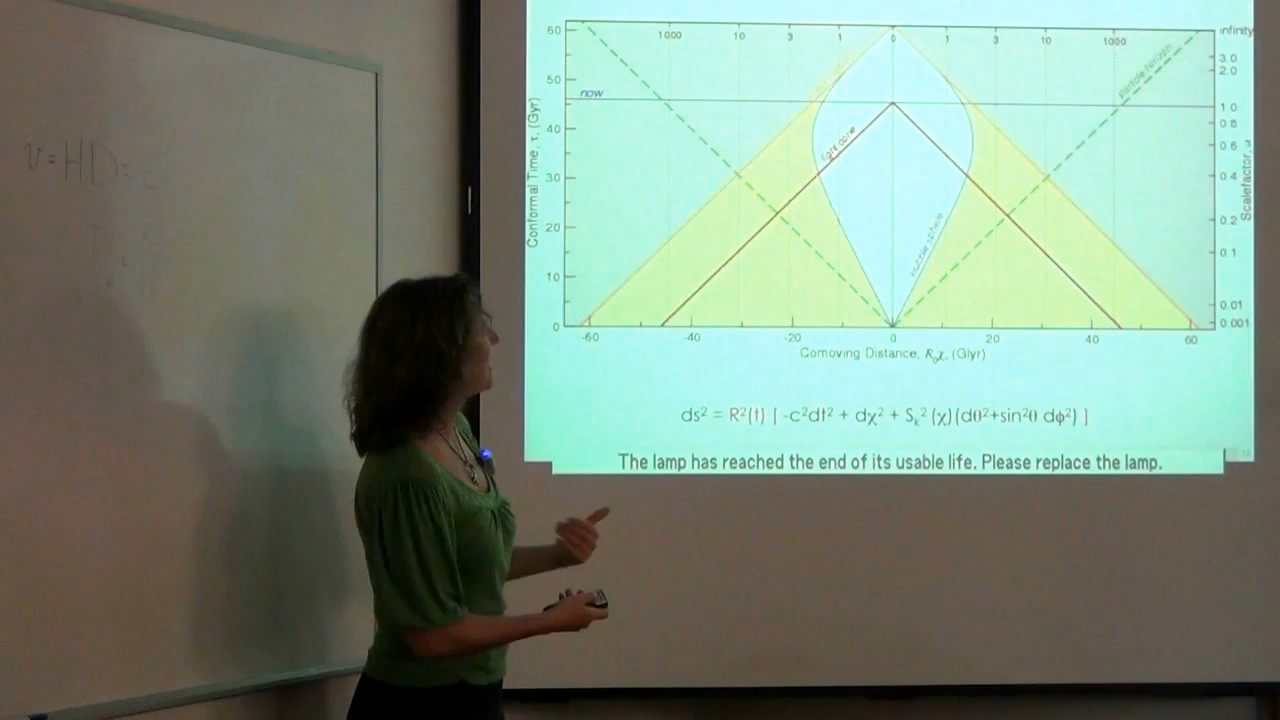 v=HD=c
1000 10 3 1 0 1 3 10 1000
infinity
3.0
2.0
1.0
0.8
0.6
0.4
0.2
0.1
0.01
0.001
Scalefactor, a
60
50
40
30
20
10
0
Conformal Time, τ, (Gyr)
now
light cone
Hubble sphere
particle horizon
-60 -40 -20 0 20 40 60
Comoving Distance, R₀χ, (Glyr)
ds² = R²(t) [ -c²dt² + dχ² + Sₖ² (χ)(dθ²+sin²θ dφ²) ]
The lamp has reached the end of its usable life. Please replace the lamp.